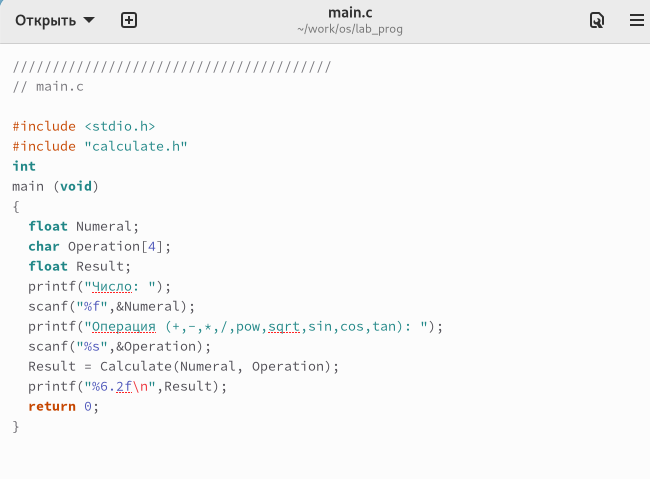 Открыть
main.c
~/work/os/lab_prog
////////////////////////////////////////
// main.c
#include <stdio.h>
#include "calculate.h"
int
main (void)
{
float Numeral;
char Operation[4];
float Result;
printf("Число: ");
scanf("%f",&Numeral);
printf("Операция (+,-,*,/,pow,sqrt,sin,cos,tan): ");
scanf("%s",&Operation);
Result = Calculate(Numeral, Operation);
printf("%6.2f\n",Result);
return 0;
}